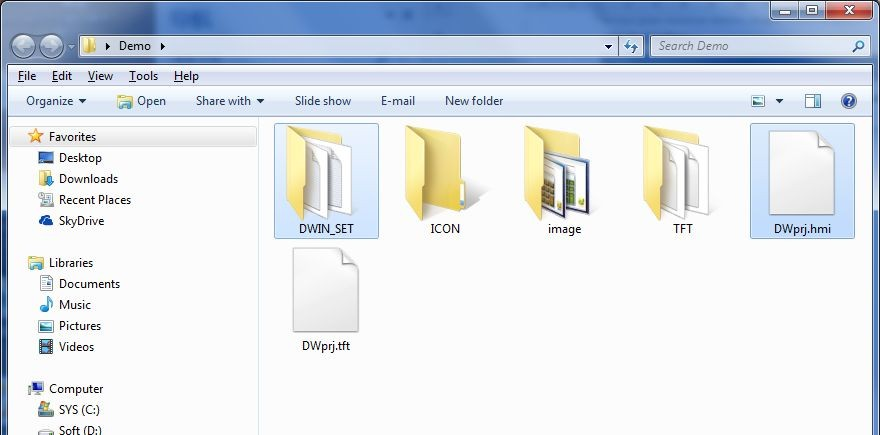 Demo
Search Demo
File Edit View Tools Help
Organize Open Share with Slide show E-mail New folder
Favorites
Desktop
Downloads
Recent Places
SkyDrive
Libraries
Documents
Music
Pictures
Videos
Computer
SYS (C:)
Soft (D:)
DWIN_SET ICON image TFT DWprj.hmi
DWprj.tft